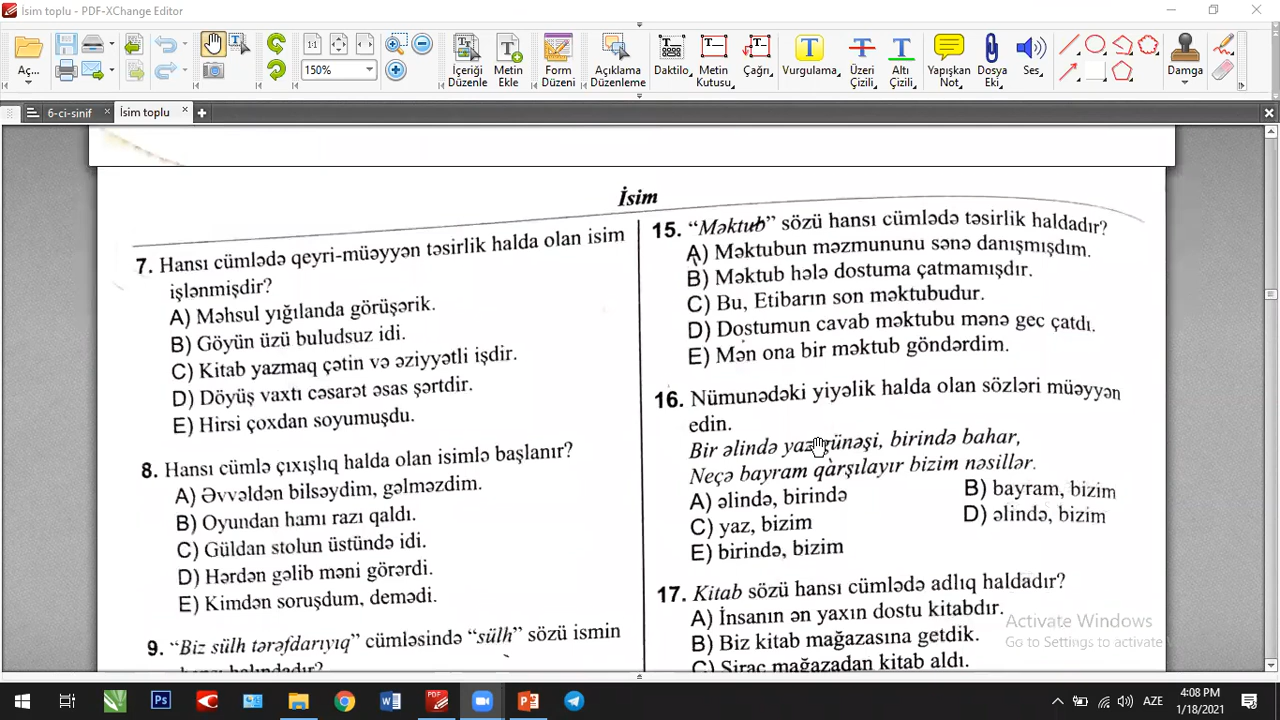 İsim toplu - PDF-XChange Editor
Aç...
150%
İçeriği Düzenle
Metin Ekle
Form Düzeni
Açıklama Düzenleme
Daktilo
Metin Kutusu
Çağrı
Vurgulama
Üzeri Çizili
Altı Çizili
Yapışkan Not
Dosya Eki
Ses
Damga
6-ci-sinif
İsim toplu
İsim
7. Hansı cümlədə qeyri-müəyyən təsirlik halda olan isim
işlənmişdir?
A) Məhsul yığılanda görüşərik.
B) Göyün üzü buludsuz idi.
C) Kitab yazmaq çətin və əziyyətli işdir.
D) Döyüş vaxtı cəsarət əsas şərtdir.
E) Hirsi çoxdan soyumuşdu.
8. Hansı cümlə çıxışlıq halda olan isimlə başlanır?
A) Əvvəldən bilsəydim, gəlməzdim.
B) Oyundan hamı razı qaldı.
C) Güldan stolun üstündə idi.
D) Hərdən gəlib məni görərdi.
E) Kimdən soruşdum, demədi.
9. “Biz sülh tərəfdarıyıq” cümləsində “sülh” sözü ismin
15. “Məktub” sözü hansı cümlədə təsirlik haldadır?
A) Məktubun məzmununu sənə danışmışdım.
B) Məktub hələ dostuma çatmamışdır.
C) Bu, Etibarın son məktubudur.
D) Dostumun cavab məktubu mənə gec çatdı.
E) Mən ona bir məktub göndərdim.
16. Nümunədəki yiyəlik halda olan sözləri müəyyən
edin.
Bir əlində yaz günəşi, birində bahar,
Neçə bayram qarşılayır bizim nəsillər.
A) əlində, birində B) bayram, bizim
C) yaz, bizim D) əlində, bizim
E) birində, bizim
17. Kitab sözü hansı cümlədə adlıq haldadır?
A) İnsanın ən yaxın dostu kitabdır.
B) Biz kitab mağazasına getdik.
C) Sirac mağazadan kitab aldı.
Activate Windows
Go to Settings to activate
AZE
4:08 PM
1/18/2021